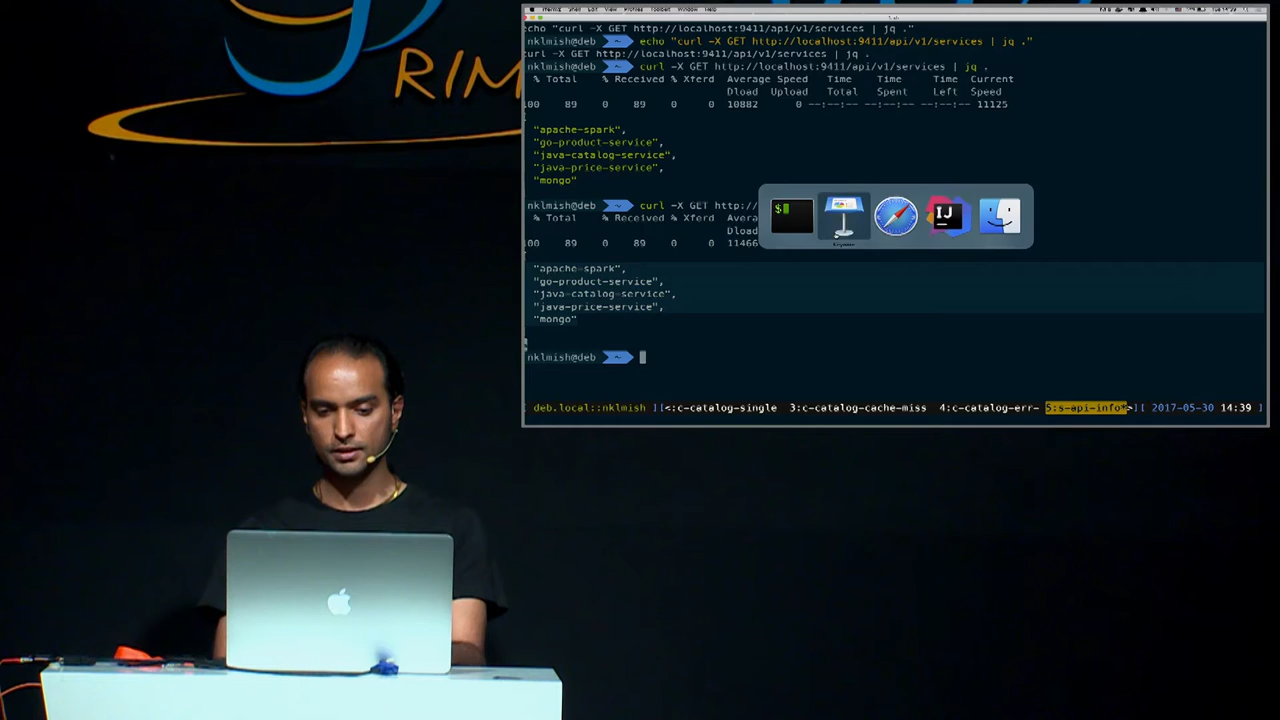 RIM
echo "curl -X GET http://localhost:9411/api/v1/services | jq ."
nklmish@deb ~ echo "curl -X GET http://localhost:9411/api/v1/services | jq ."
curl -X GET http://localhost:9411/api/v1/services | jq .
nklmish@deb ~ curl -X GET http://localhost:9411/api/v1/services | jq .
% Total % Received % Xferd Average Speed Time Time Time Current
Dload Upload Total Spent Left Speed
100 89 0 89 0 0 10882 0 --:--:-- --:--:-- --:--:-- 11125
[
"apache-spark",
"go-product-service",
"java-catalog-service",
"java-price-service",
"mongo"
nklmish@deb ~ curl -X GET http:/
% Total % Received % Xferd Avera
Dload
100 89 0 89 0 0 11466
[
"apache-spark",
"go-product-service",
"java-catalog-service",
"java-price-service",
"mongo"
nklmish@deb ~
$
IJ
Keynote
[ deb.local::nklmish ][<:c-catalog-single 3:c-catalog-cache-miss 4:c-catalog-err- 5:s-api-info*>][ 2017-05-30 14:39 ]